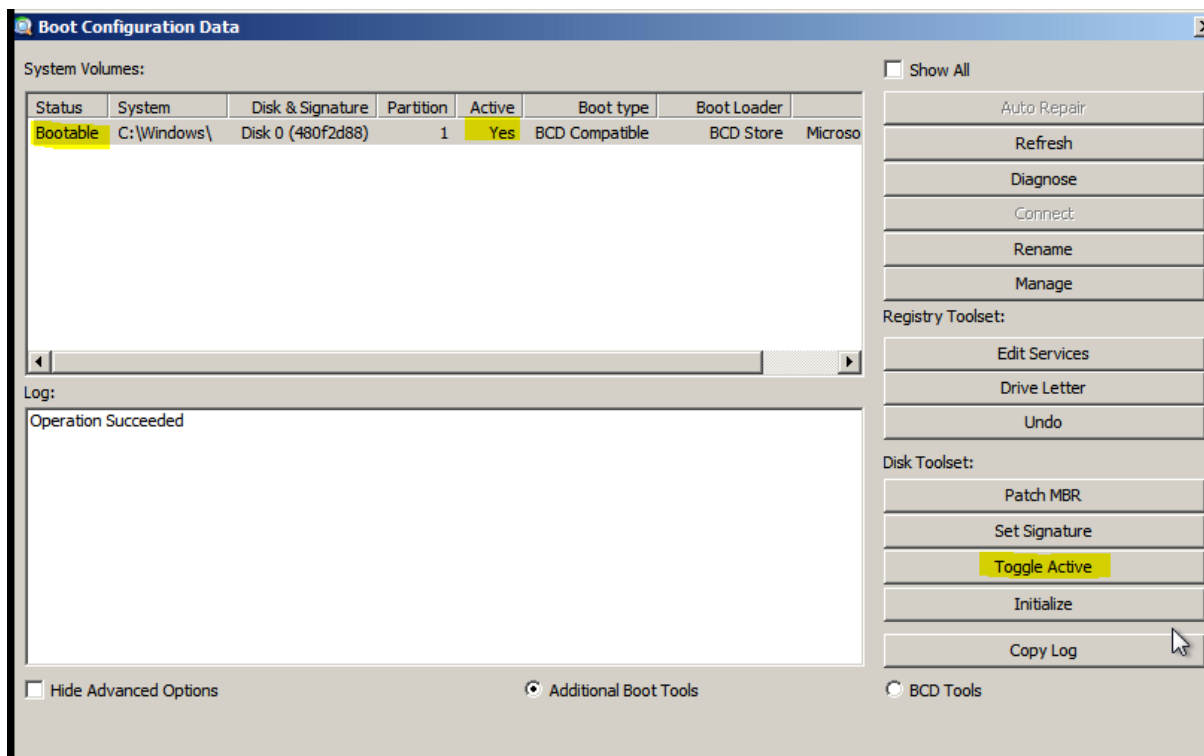 Boot Configuration Data
System Volumes:
Show All
Status System Disk & Signature Partition Active Boot type Boot Loader
Bootable C:\Windows\ Disk 0 (480f2d88) 1 Yes BCD Compatible BCD Store Microso
Auto Repair
Refresh
Diagnose
Connect
Rename
Manage
Registry Toolset:
Edit Services
Drive Letter
Undo
Log:
Operation Succeeded
Disk Toolset:
Patch MBR
Set Signature
Toggle Active
Initialize
Copy Log
Hide Advanced Options Additional Boot Tools BCD Tools